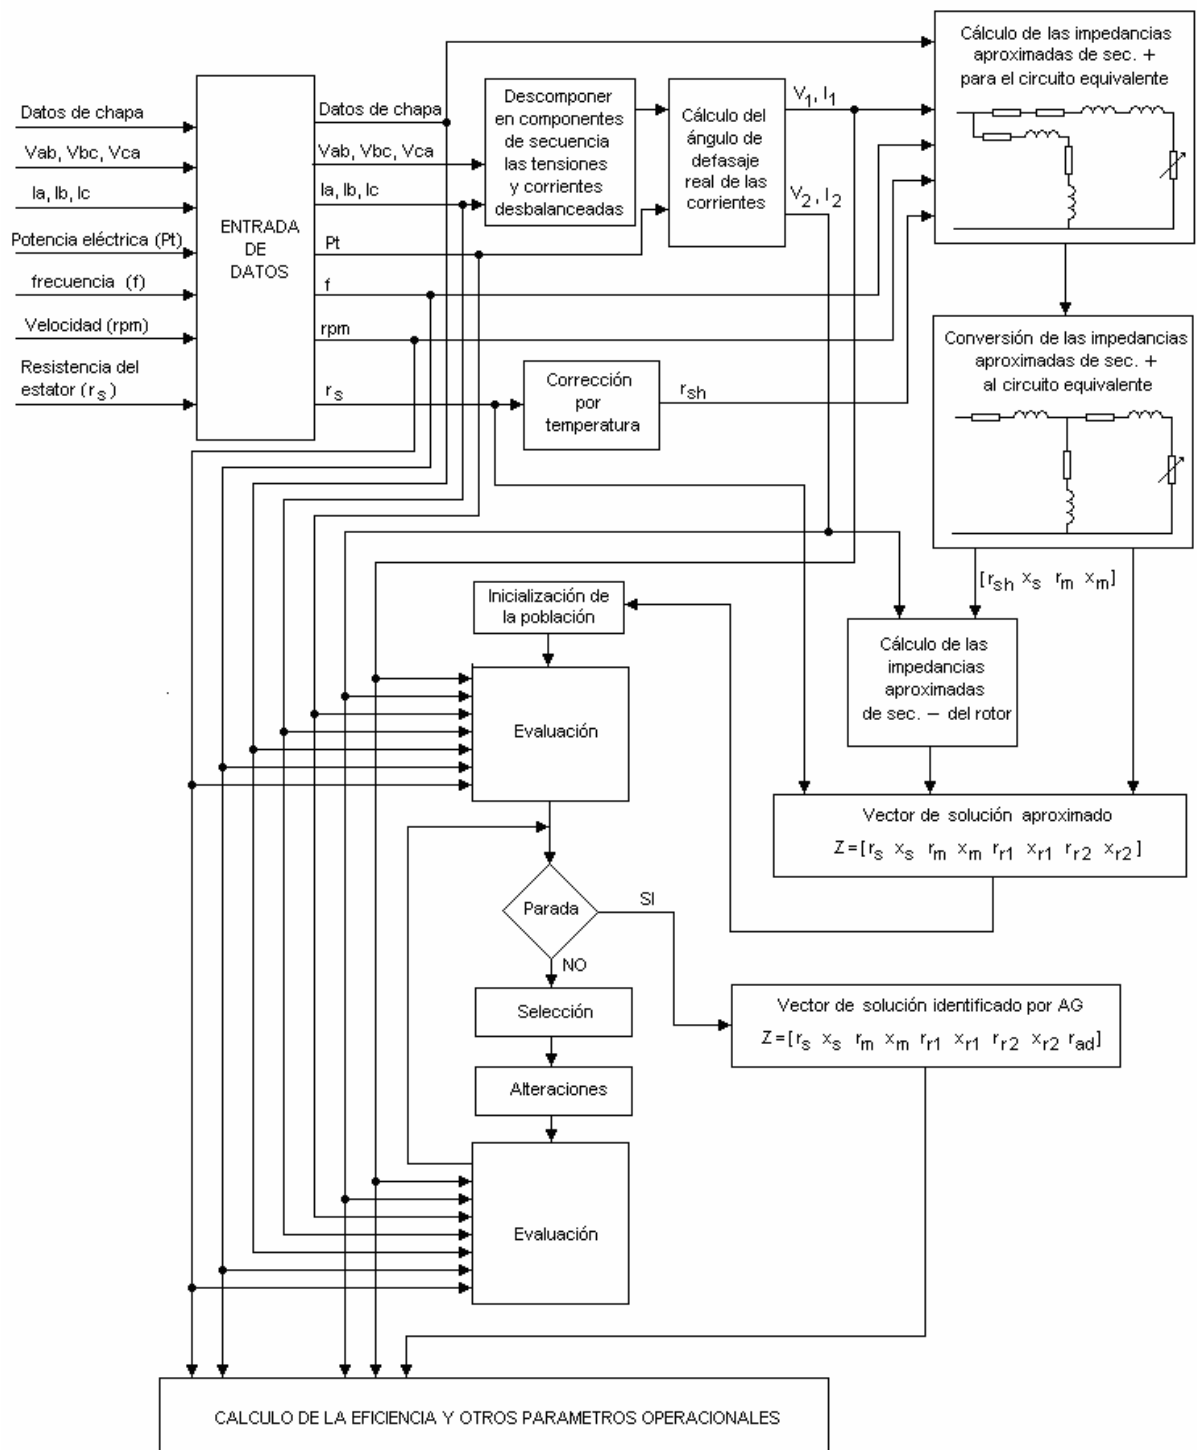 Datos de chapa
Vab, Vbc, Vca
Ia, Ib, Ic
Potencia eléctrica (Pt)
frecuencia (f)
Velocidad (rpm)
Resistencia del
estator (rs)
ENTRADA
DE
DATOS
Datos de chapa
Vab, Vbc, Vca
Ia, Ib, Ic
Pt
f
rpm
rs
Descomponer
en componentes
de secuencia
las tensiones
y corrientes
desbalanceadas
Cálculo del
ángulo de
defasaje
real de las
corrientes
V1, I1
V2, I2
Corrección
por
temperatura
rsh
Cálculo de las impedancias
aproximadas de sec. +
para el circuito equivalente
Conversión de las impedancias
aproximadas de sec. +
al circuito equivalente
[rsh xs rm xm]
Cálculo de las
impedancias
aproximadas
de sec. − del rotor
Vector de solución aproximado
Z=[rs xs rm xm rr1 xr1 rr2 xr2]
Inicialización de
la población
Evaluación
Parada
SI
NO
Selección
Alteraciones
Evaluación
Vector de solución identificado por AG
Z=[rs xs rm xm rr1 xr1 rr2 xr2 rad]
CALCULO DE LA EFICIENCIA Y OTROS PARAMETROS OPERACIONALES